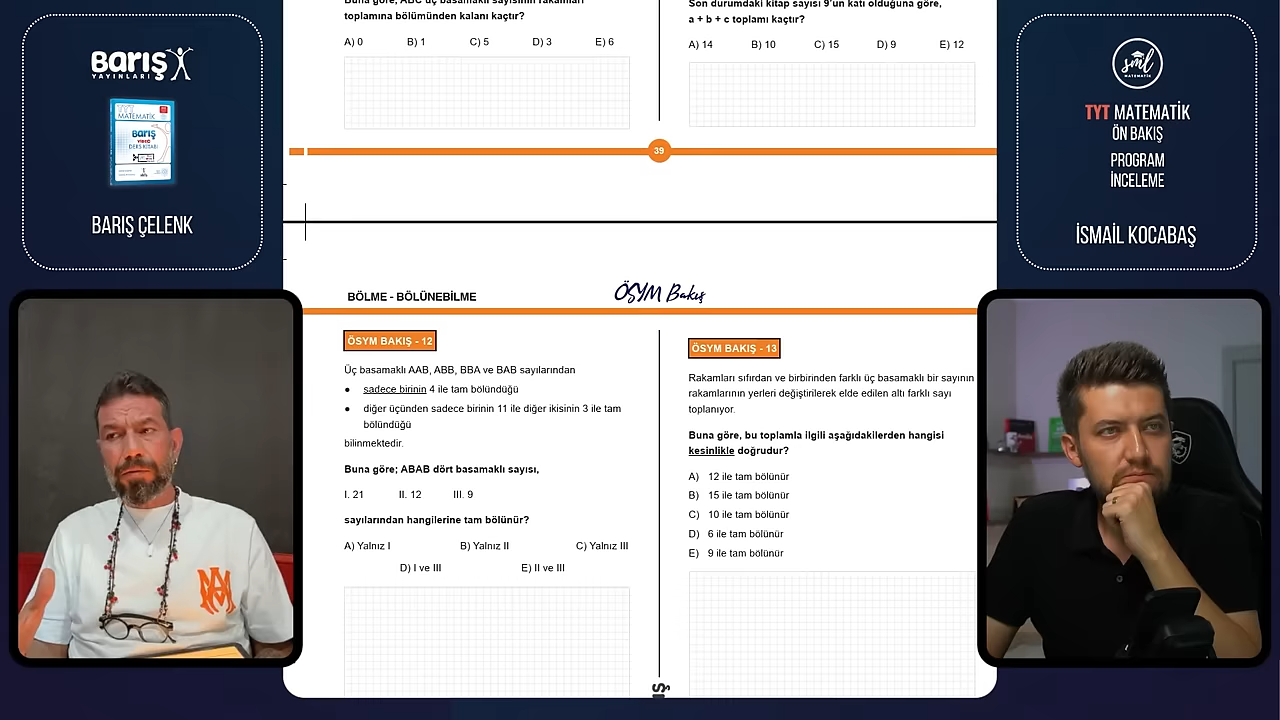 BARIŞ
YAYINLARI
TYT
MATEMATİK
BARIŞ
VIDEO
DERS KİTABI
BARIŞ ÇELENK
Buna göre, ABC üç basamaklı sayısının rakamları
toplamına bölümünden kalanı kaçtır?
A) 0 B) 1 C) 5 D) 3 E) 6
Son durumdaki kitap sayısı 9'un katı olduğuna göre,
a + b + c toplamı kaçtır?
A) 14 B) 10 C) 15 D) 9 E) 12
39
BÖLME - BÖLÜNEBİLME
ÖSYM Bakış
ÖSYM BAKIŞ - 12
Üç basamaklı AAB, ABB, BBA ve BAB sayılarından
● sadece birinin 4 ile tam bölündüğü
● diğer üçünden sadece birinin 11 ile diğer ikisinin 3 ile tam
bölündüğü
bilinmektedir.
Buna göre; ABAB dört basamaklı sayısı,
I. 21 II. 12 III. 9
sayılarından hangilerine tam bölünür?
A) Yalnız I B) Yalnız II C) Yalnız III
D) I ve III E) II ve III
ÖSYM BAKIŞ - 13
Rakamları sıfırdan ve birbirinden farklı üç basamaklı bir sayının
rakamlarının yerleri değiştirilerek elde edilen altı farklı sayı
toplanıyor.
Buna göre, bu toplamla ilgili aşağıdakilerden hangisi
kesinlikle doğrudur?
A) 12 ile tam bölünür
B) 15 ile tam bölünür
C) 10 ile tam bölünür
D) 6 ile tam bölünür
E) 9 ile tam bölünür
sml
MATEMATİK
TYT MATEMATİK
ÖN BAKIŞ
PROGRAM
İNCELEME
İSMAİL KOCABAŞ